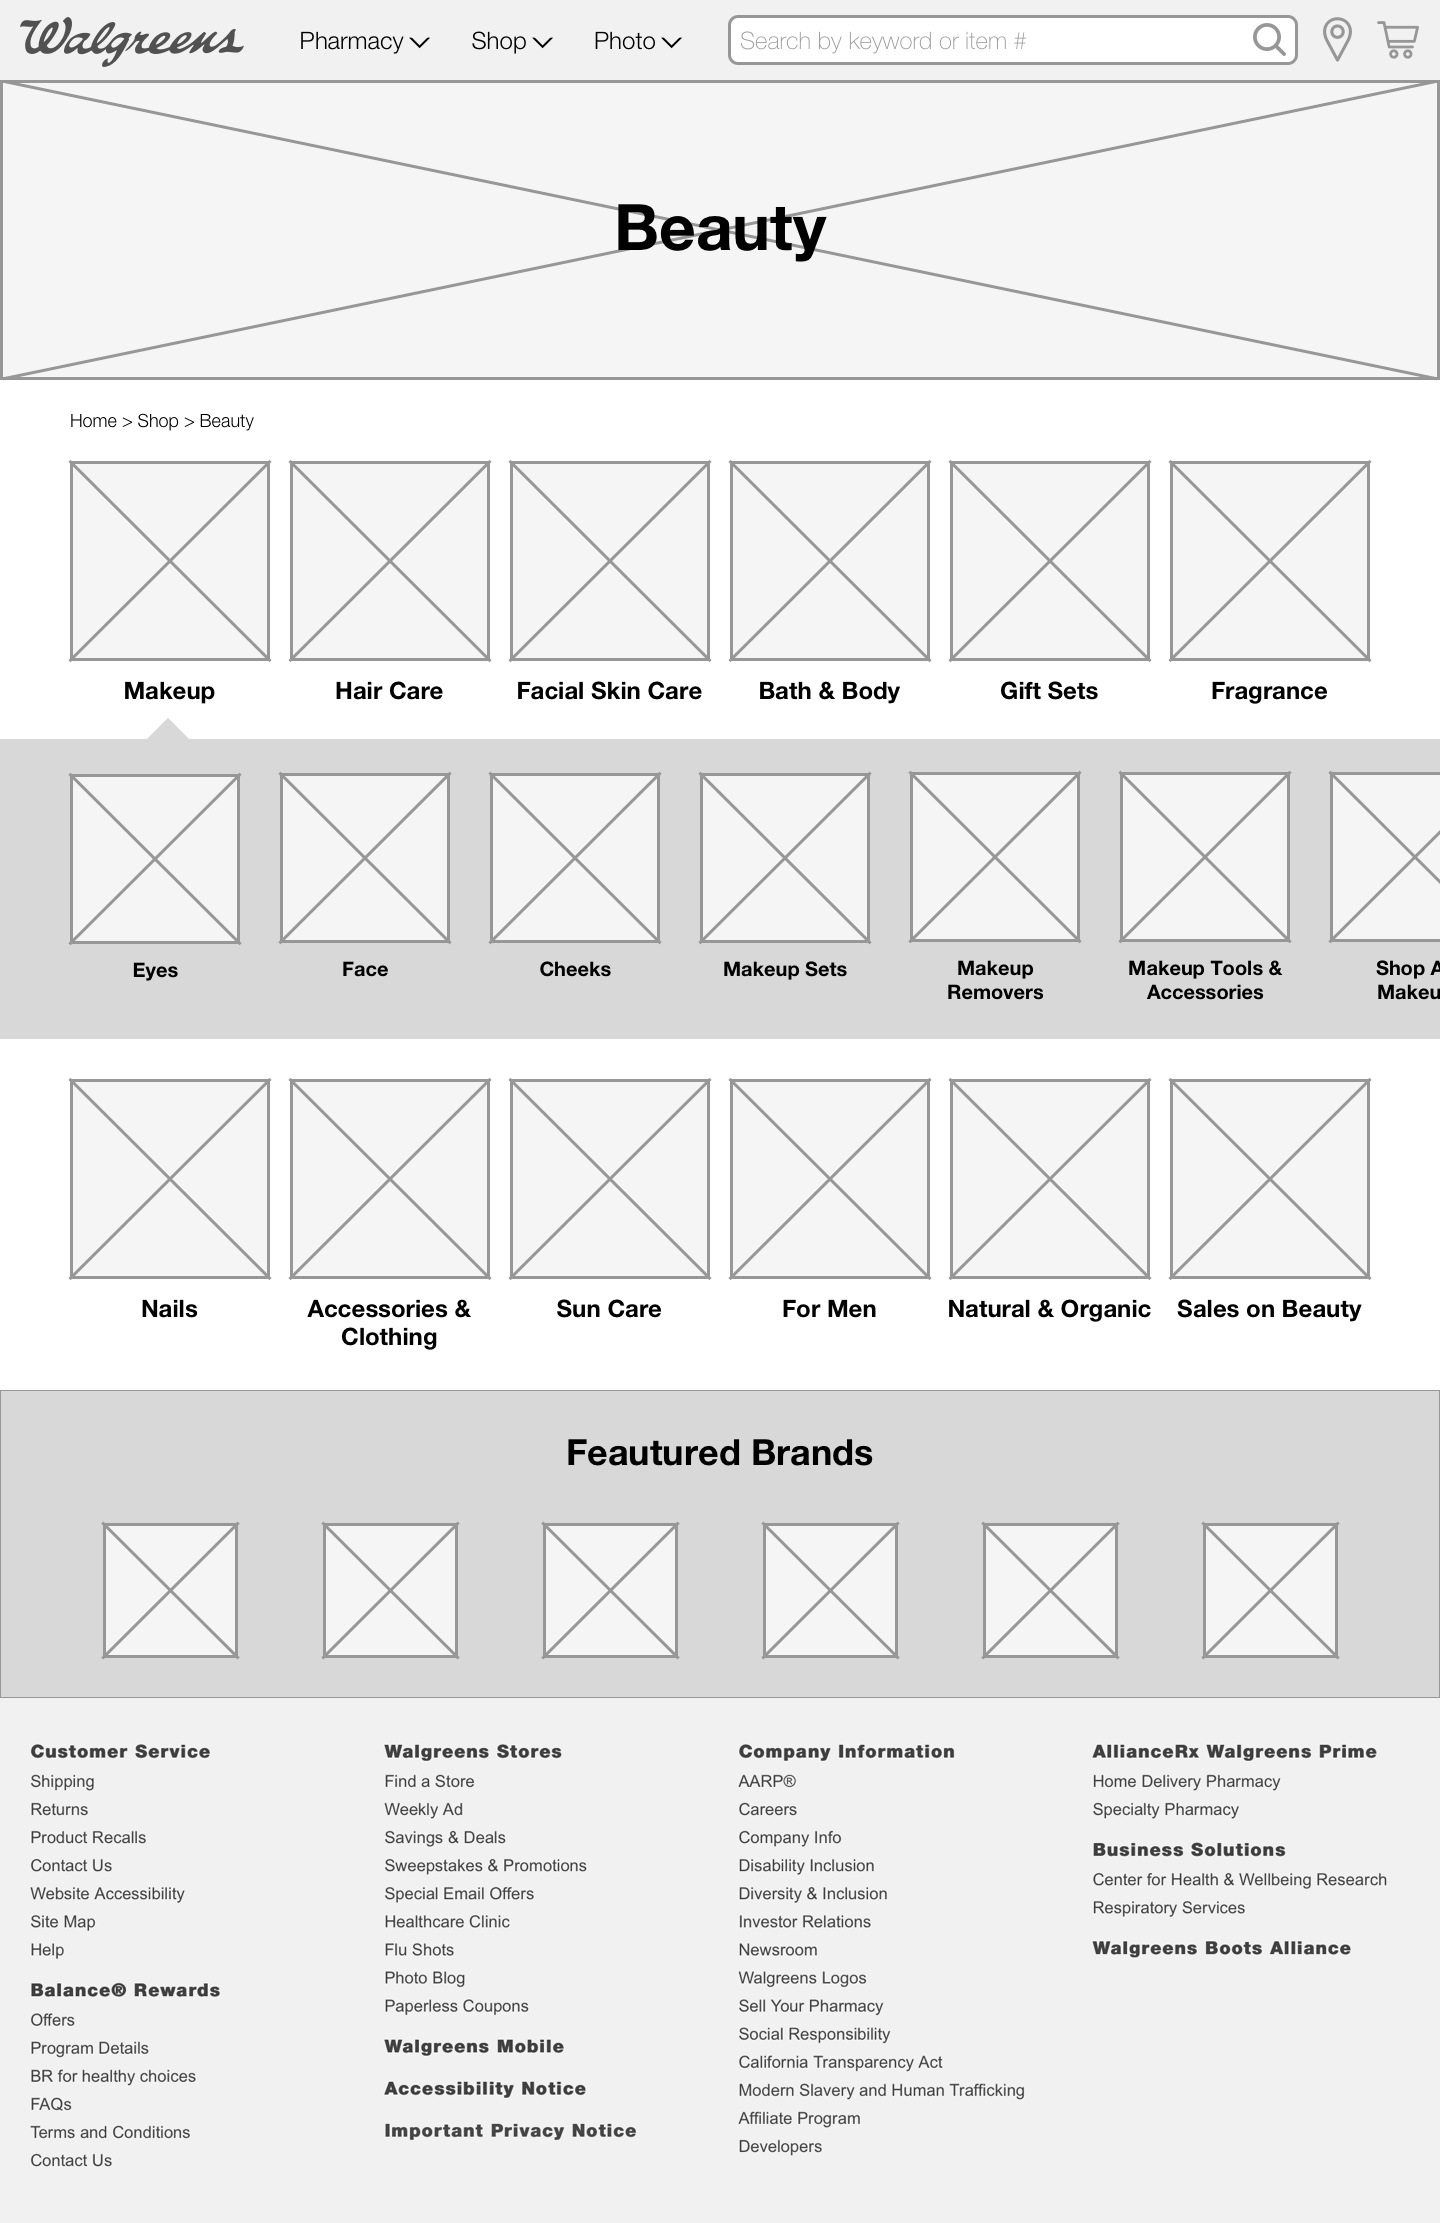 Walgreens
Pharmacy
Shop
Photo
Search by keyword or item #
Beauty
Home > Shop > Beauty
Makeup
Hair Care
Facial Skin Care
Bath & Body
Gift Sets
Fragrance
Eyes
Face
Cheeks
Makeup Sets
Makeup
Removers
Makeup Tools &
Accessories
Shop A
Makeu
Nails
Accessories &
Clothing
Sun Care
For Men
Natural & Organic
Sales on Beauty
Feautured Brands
Customer Service
Shipping
Returns
Product Recalls
Contact Us
Website Accessibility
Site Map
Help
Balance® Rewards
Offers
Program Details
BR for healthy choices
FAQs
Terms and Conditions
Contact Us
Walgreens Stores
Find a Store
Weekly Ad
Savings & Deals
Sweepstakes & Promotions
Special Email Offers
Healthcare Clinic
Flu Shots
Photo Blog
Paperless Coupons
Walgreens Mobile
Accessibility Notice
Important Privacy Notice
Company Information
AARP®
Careers
Company Info
Disability Inclusion
Diversity & Inclusion
Investor Relations
Newsroom
Walgreens Logos
Sell Your Pharmacy
Social Responsibility
California Transparency Act
Modern Slavery and Human Trafficking
Affiliate Program
Developers
AllianceRx Walgreens Prime
Home Delivery Pharmacy
Specialty Pharmacy
Business Solutions
Center for Health & Wellbeing Research
Respiratory Services
Walgreens Boots Alliance